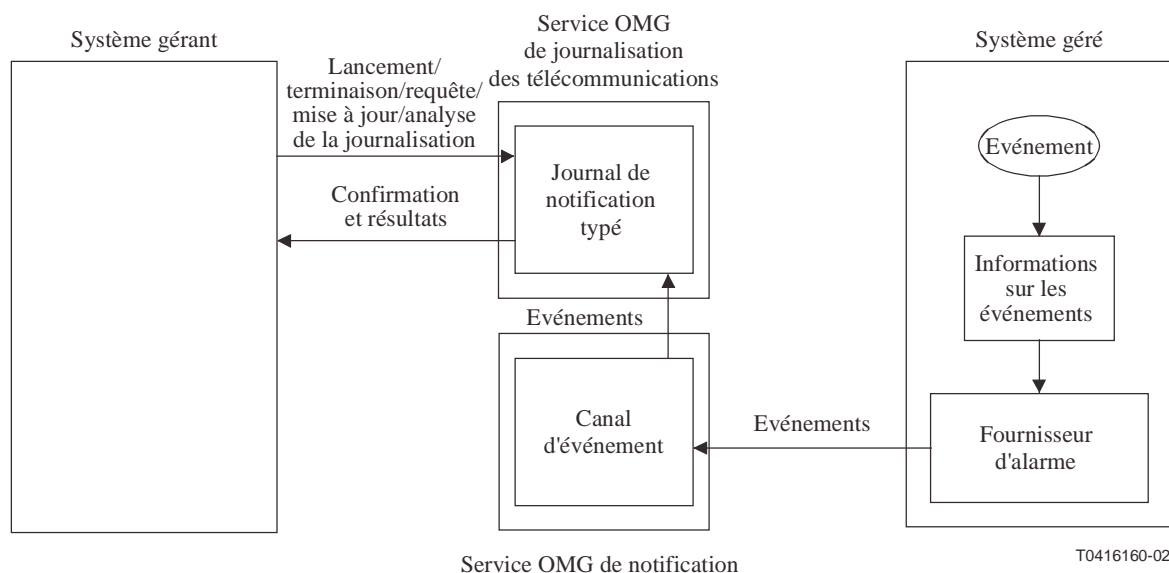 Système gérant
Service OMG
de journalisation
des télécommunications
Système géré
Lancement/
terminaison/requête/
mise à jour/analyse
de la journalisation
Confirmation
et résultats
Journal de
notification
typé
Evénement
Informations
sur les
événements
Evénements
Canal
d'événement
Evénements
Fournisseur
d'alarme
Service OMG de notification
T0416160-02